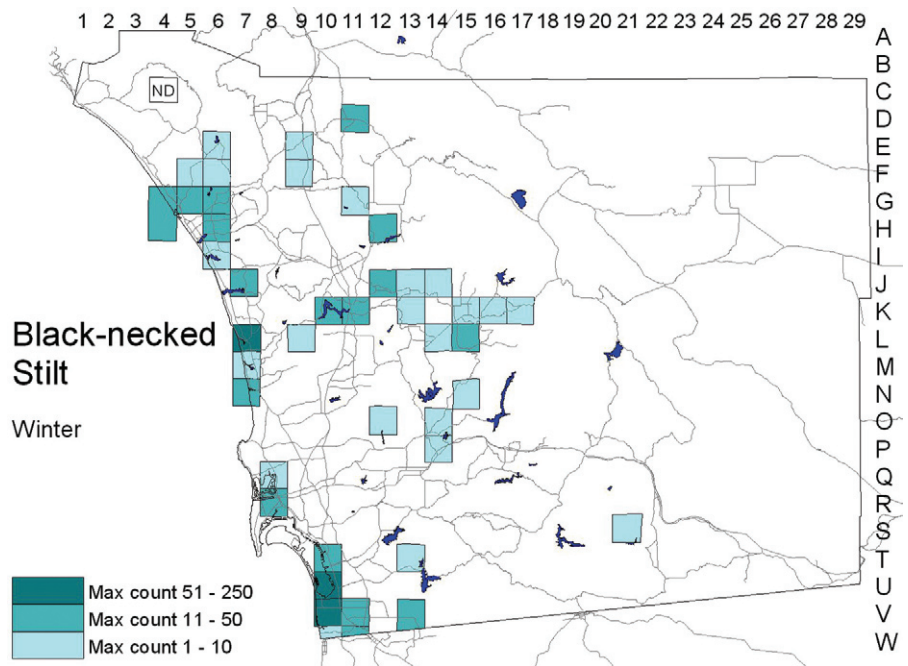 1 2 3 4 5 6 7 8 9 10 11 12 13 14 15 16 17 18 19 20 21 22 23 24 25 26 27 28 29
A
B
C
D
E
F
G
H
I
J
K
L
M
N
O
P
Q
R
S
T
U
V
W
ND
Black-necked
Stilt
Winter
Max count 51 - 250
Max count 11 - 50
Max count 1 - 10